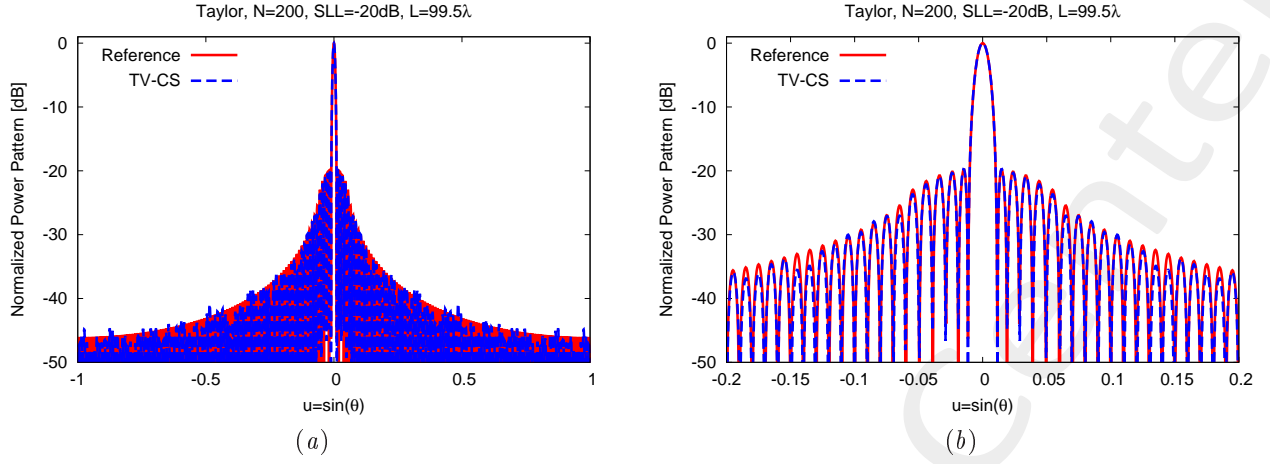 Taylor, N=200, SLL=-20dB, L=99.5λ
Normalized Power Pattern [dB]
0
-10
-20
-30
-40
-50
Reference
TV-CS
-1
-0.5
0
0.5
1
u=sin(θ)
(a)
Taylor, N=200, SLL=-20dB, L=99.5λ
Normalized Power Pattern [dB]
0
-10
-20
-30
-40
-50
Reference
TV-CS
-0.2
-0.15
-0.1
-0.05
0
0.05
0.1
0.15
0.2
u=sin(θ)
(b)
Cente